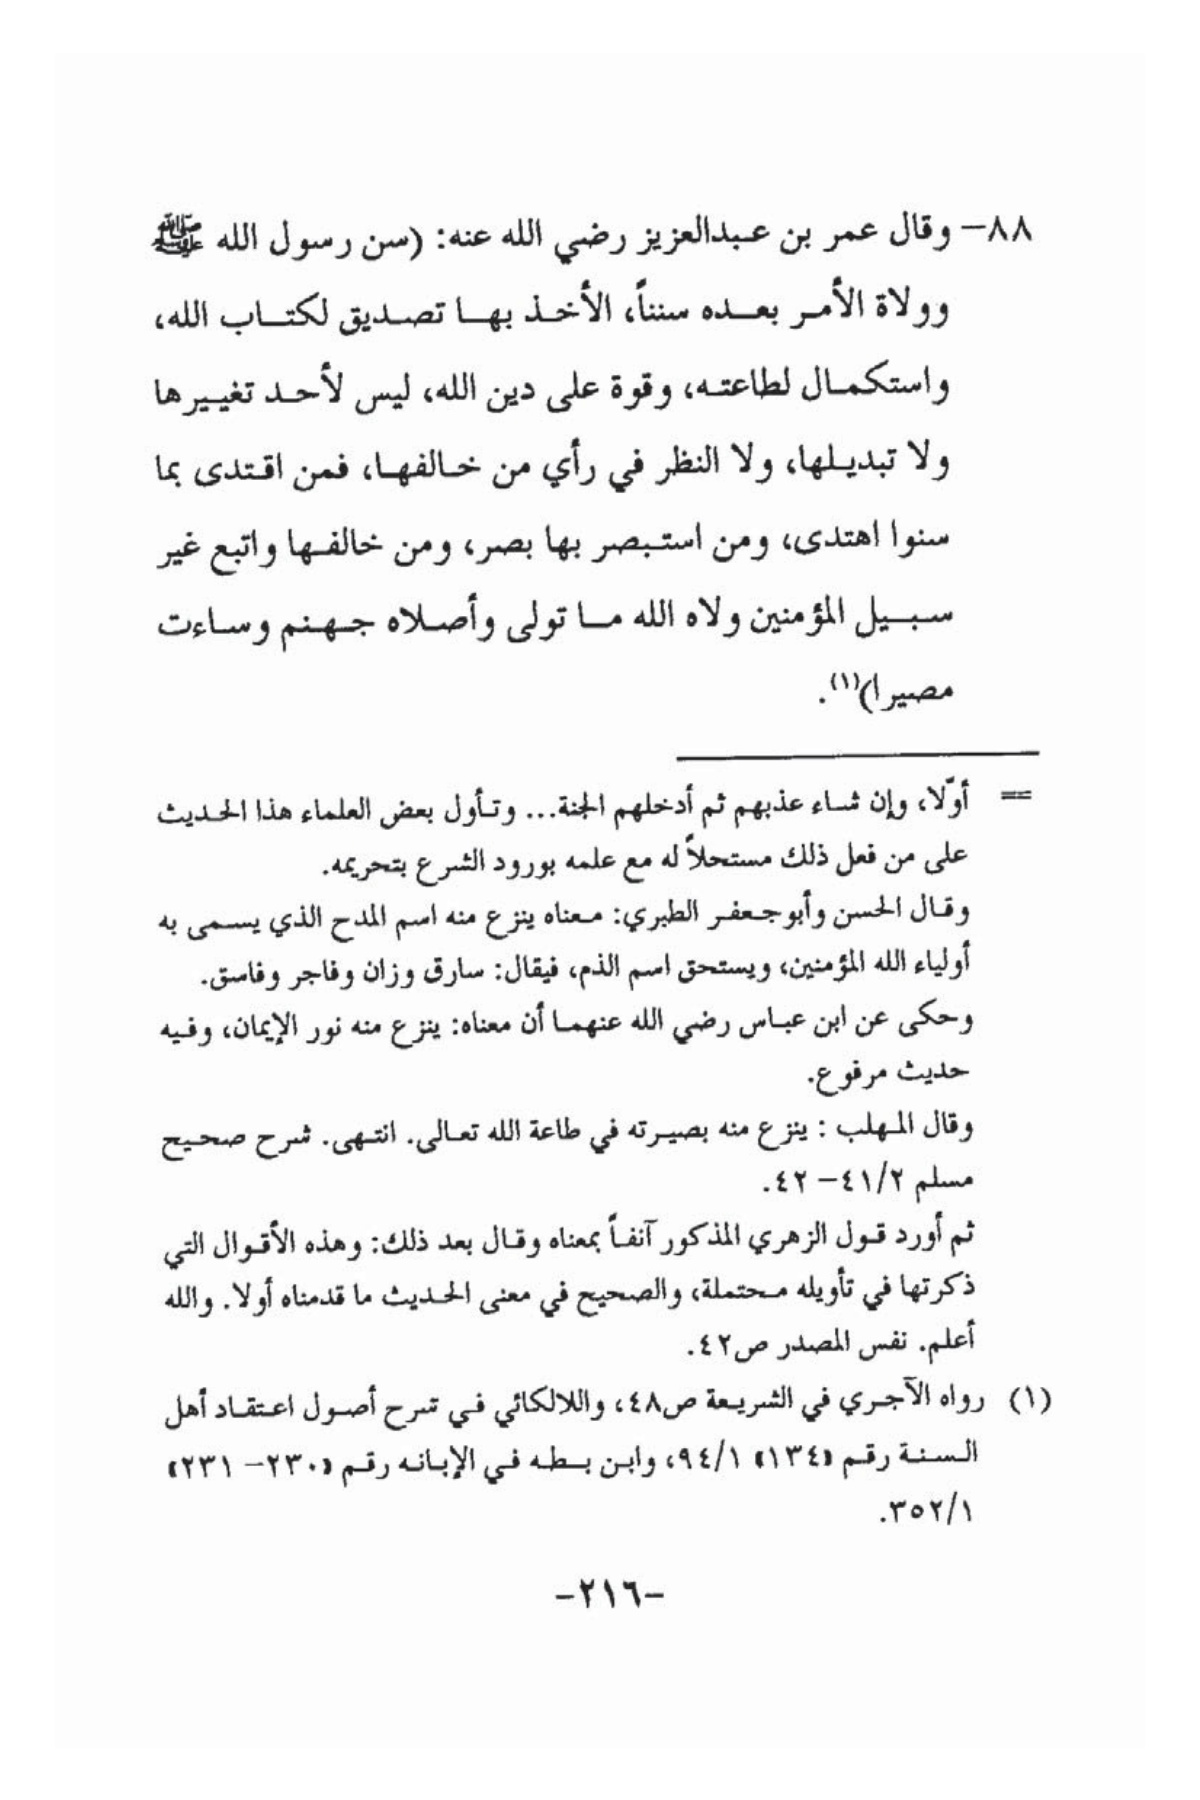 ٨٨- وقال عمر بن عبدالعزيز رضي الله عنه: (سن رسول الله ﷺ
وولاة الأمر بعده سنناً، الأخذ بها تصديق لكتاب الله،
واستكمال لطاعته، وقوة على دين الله، ليس لأحد تغييرها
ولا تبديلها، ولا النظر في رأي من خالفها، فمن اقتدى بما
سنوا اهتدى، ومن استبصر بها بصر، ومن خالفها واتبع غير
سبيل المؤمنين ولاه الله ما تولى وأصلاه جهنم وساءت
مصيرا)(١).
= أوّلا، وإن شاء عذبهم ثم أدخلهم الجنة... وتأول بعض العلماء هذا الحديث
على من فعل ذلك مستحلاً له مع علمه بورود الشرع بتحريمه.
وقال الحسن وأبوجعفر الطبري: معناه ينزع منه اسم المدح الذي يسمى به
أولياء الله المؤمنين، ويستحق اسم الذم، فيقال: سارق وزان وفاجر وفاسق.
وحكى عن ابن عباس رضي الله عنهما أن معناه: ينزع منه نور الإيمان، وفيه
حديث مرفوع.
وقال المهلب : ينزع منه بصيرته في طاعة الله تعالى. انتهى. شرح صحيح
مسلم ٤١/٢- ٤٢.
ثم أورد قول الزهري المذكور آنفاً بمعناه وقال بعد ذلك: وهذه الأقوال التي
ذكرتها في تأويله محتملة، والصحيح في معنى الحديث ما قدمناه أولا. والله
أعلم. نفس المصدر ص٤٢.
(١) رواه الآجري في الشريعة ص٤٨، واللالكائي في شرح أصول اعتقاد أهل
السنة رقم «١٣٤» ٩٤/١، وابن بطه في الإبانه رقم «٢٣٠- ٢٣١»
٣٥٢/١.
-٢١٦-